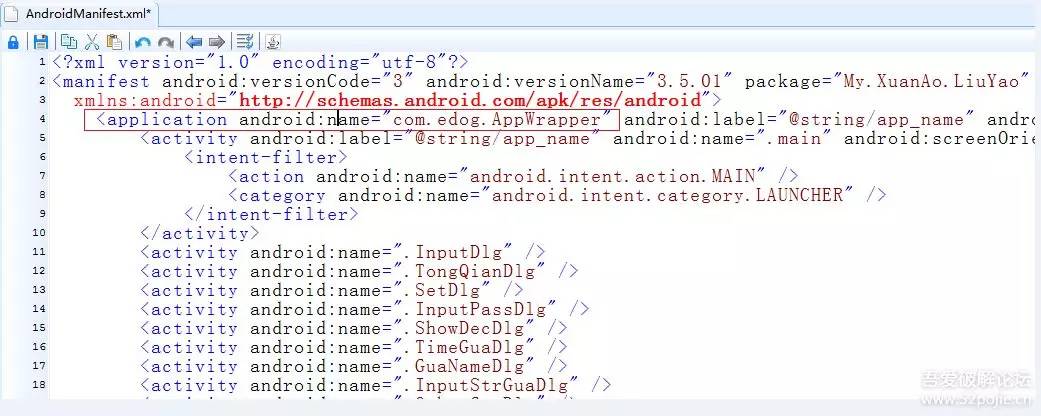 AndroidManifest.xml*
1 <?xml version="1.0" encoding="utf-8"?>
2 <manifest android:versionCode="3" android:versionName="3.5.01" package="My.XuanAo.LiuYao"
3 xmlns:android="http://schemas.android.com/apk/res/android">
4 <application android:name="com.edog.AppWrapper" android:label="@string/app_name" andro
5 <activity android:label="@string/app_name" android:name=".main" android:screenOrie
6 <intent-filter>
7 <action android:name="android.intent.action.MAIN" />
8 <category android:name="android.intent.category.LAUNCHER" />
9 </intent-filter>
10 </activity>
11 <activity android:name=".InputDlg" />
12 <activity android:name=".TongQianDlg" />
13 <activity android:name=".SetDlg" />
14 <activity android:name=".InputPassDlg" />
15 <activity android:name=".ShowDecDlg" />
16 <activity android:name=".TimeGuaDlg" />
17 <activity android:name=".GuaNameDlg" />
18 <activity android:name=".InputStrGuaDlg" />
吾爱破解论坛
www.52pojie.cn